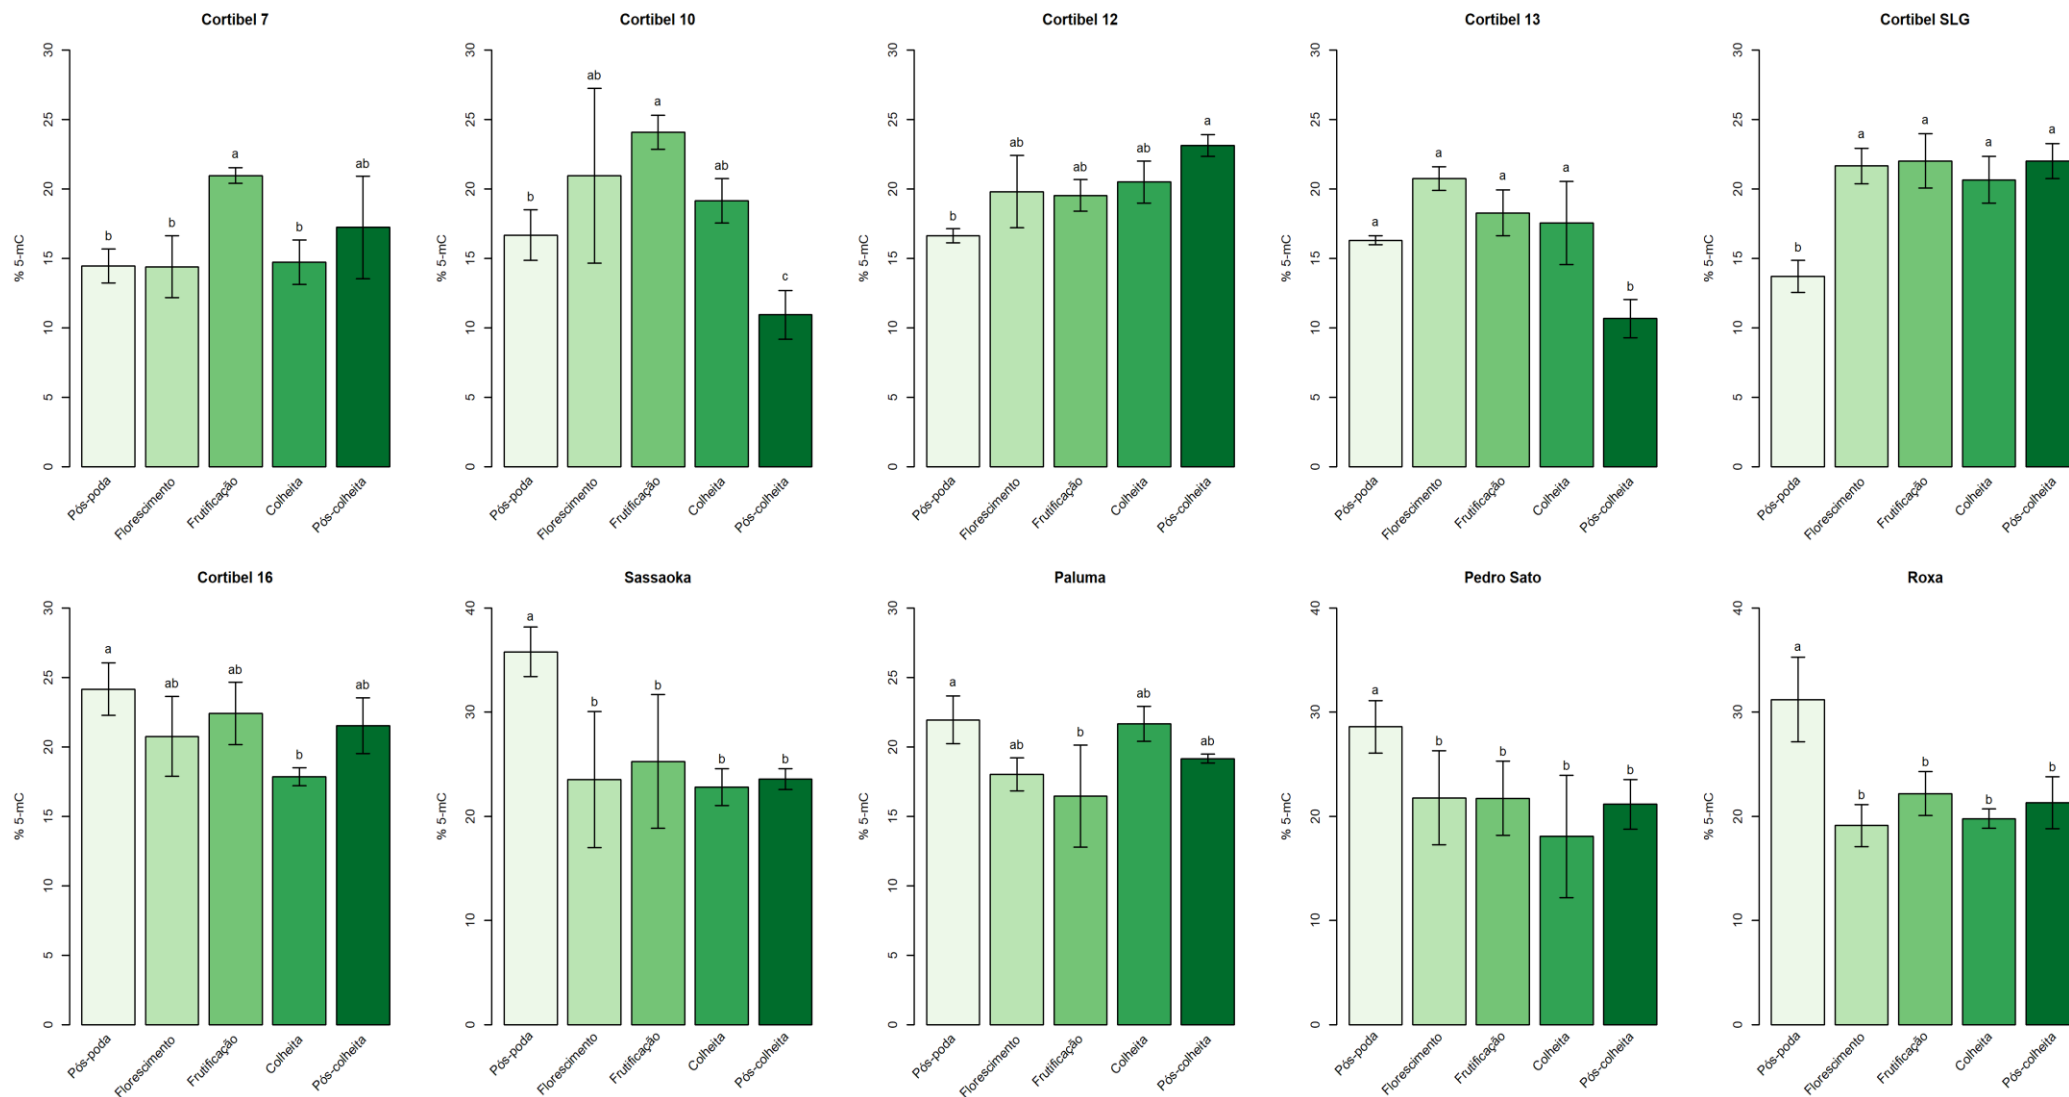 Cortibel 7
% 5-mC
30
25
20
15
10
5
0
b
b
a
b
ab
Pós-poda
Florescimento
Frutificação
Colheita
Pós-colheita
Cortibel 10
% 5-mC
30
25
20
15
10
5
0
b
ab
a
ab
c
Pós-poda
Florescimento
Frutificação
Colheita
Pós-colheita
Cortibel 12
% 5-mC
30
25
20
15
10
5
0
b
ab
ab
ab
a
Pós-poda
Florescimento
Frutificação
Colheita
Pós-colheita
Cortibel 13
% 5-mC
30
25
20
15
10
5
0
a
a
a
a
b
Pós-poda
Florescimento
Frutificação
Colheita
Pós-colheita
Cortibel SLG
% 5-mC
30
25
20
15
10
5
0
b
a
a
a
a
Pós-poda
Florescimento
Frutificação
Colheita
Pós-colheita
Cortibel 16
% 5-mC
30
25
20
15
10
5
0
a
ab
ab
b
ab
Pós-poda
Florescimento
Frutificação
Colheita
Pós-colheita
Sassaoka
% 5-mC
40
30
20
10
0
a
b
b
b
b
Pós-poda
Florescimento
Frutificação
Colheita
Pós-colheita
Paluma
% 5-mC
30
25
20
15
10
5
0
a
ab
b
ab
ab
Pós-poda
Florescimento
Frutificação
Colheita
Pós-colheita
Pedro Sato
% 5-mC
40
30
20
10
0
a
b
b
b
b
Pós-poda
Florescimento
Frutificação
Colheita
Pós-colheita
Roxa
% 5-mC
40
30
20
10
0
a
b
b
b
b
Pós-poda
Florescimento
Frutificação
Colheita
Pós-colheita